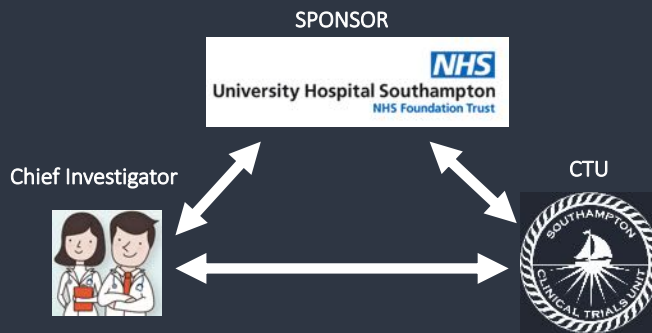 SPONSOR
NHS
University Hospital Southampton
NHS Foundation Trust
Chief Investigator
CTU
SOUTHAMPTON
CLINICAL TRIALS UNIT